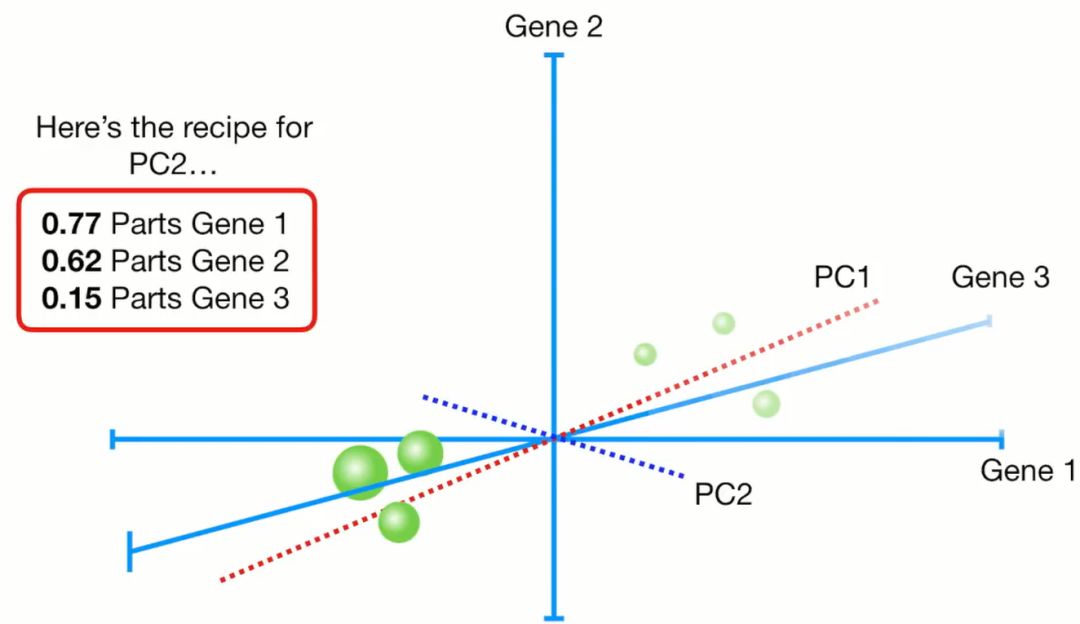 Gene 2
Here’s the recipe for
PC2…
0.77 Parts Gene 1
0.62 Parts Gene 2
0.15 Parts Gene 3
PC1
Gene 3
Gene 1
PC2